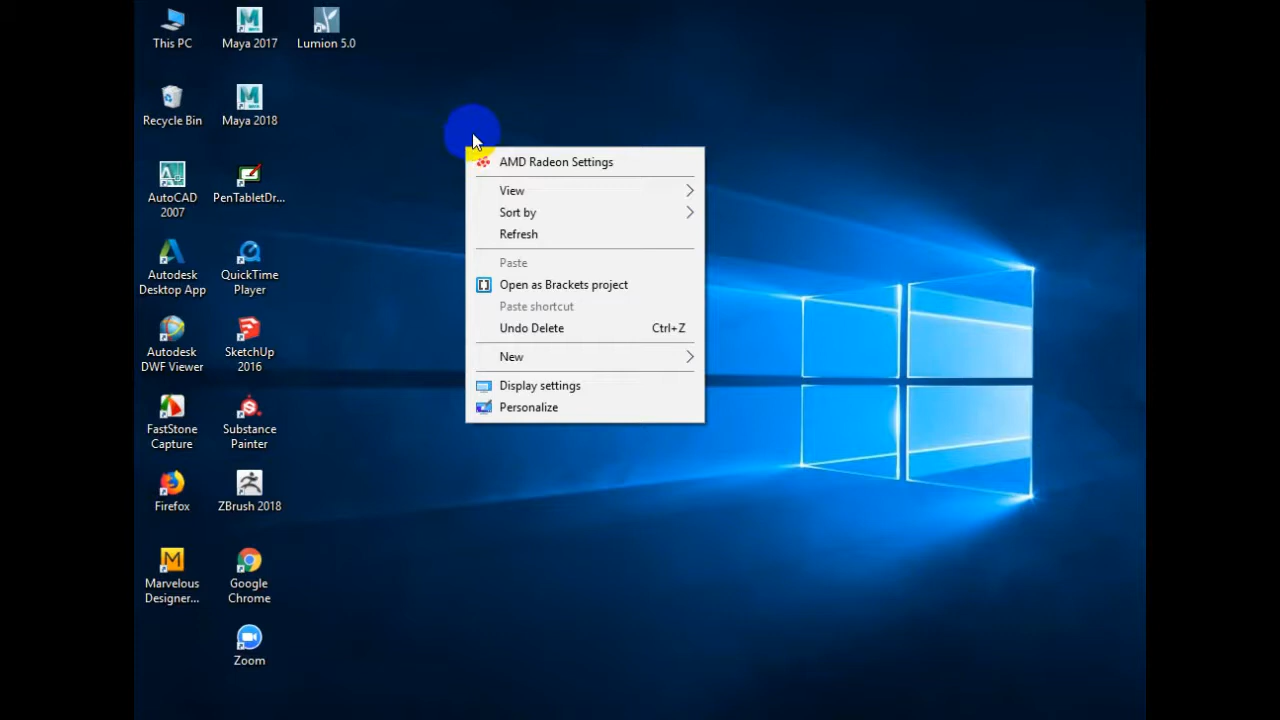 This PC
Maya 2017
Lumion 5.0
Recycle Bin
Maya 2018
AutoCAD
2007
PenTabletDr...
Autodesk
Desktop App
QuickTime
Player
Autodesk
DWF Viewer
SketchUp
2016
FastStone
Capture
Substance
Painter
Firefox
ZBrush 2018
Marvelous
Designer...
Google
Chrome
Zoom
AMD Radeon Settings
View
Sort by
Refresh
Paste
Open as Brackets project
Paste shortcut
Undo Delete Ctrl+Z
New
Display settings
Personalize